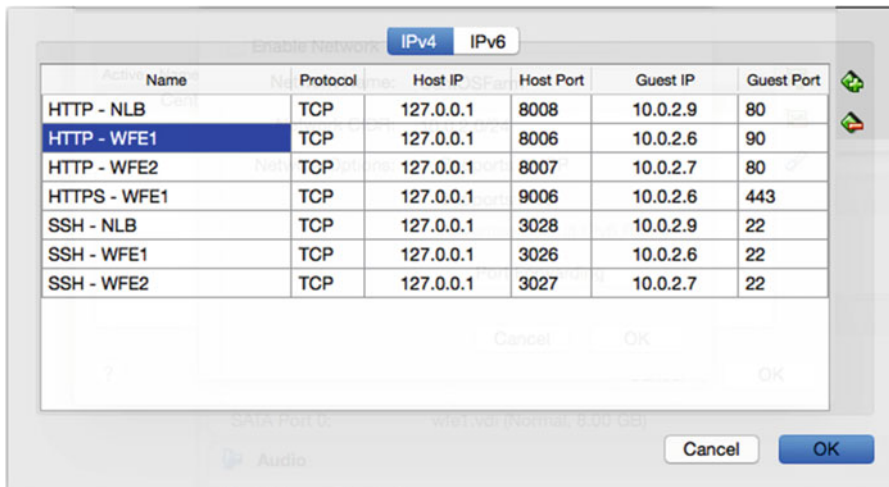 IPv4 IPv6
Name Protocol Host IP Host Port Guest IP Guest Port
HTTP - NLB TCP 127.0.0.1 8008 10.0.2.9 80
HTTP - WFE1 TCP 127.0.0.1 8006 10.0.2.6 90
HTTP - WFE2 TCP 127.0.0.1 8007 10.0.2.7 80
HTTPS - WFE1 TCP 127.0.0.1 9006 10.0.2.6 443
SSH - NLB TCP 127.0.0.1 3028 10.0.2.9 22
SSH - WFE1 TCP 127.0.0.1 3026 10.0.2.6 22
SSH - WFE2 TCP 127.0.0.1 3027 10.0.2.7 22
Cancel OK
? OK
SATA Port 0: wfe1.vdi (Normal, 8.00 GB)
Cancel OK
Audio